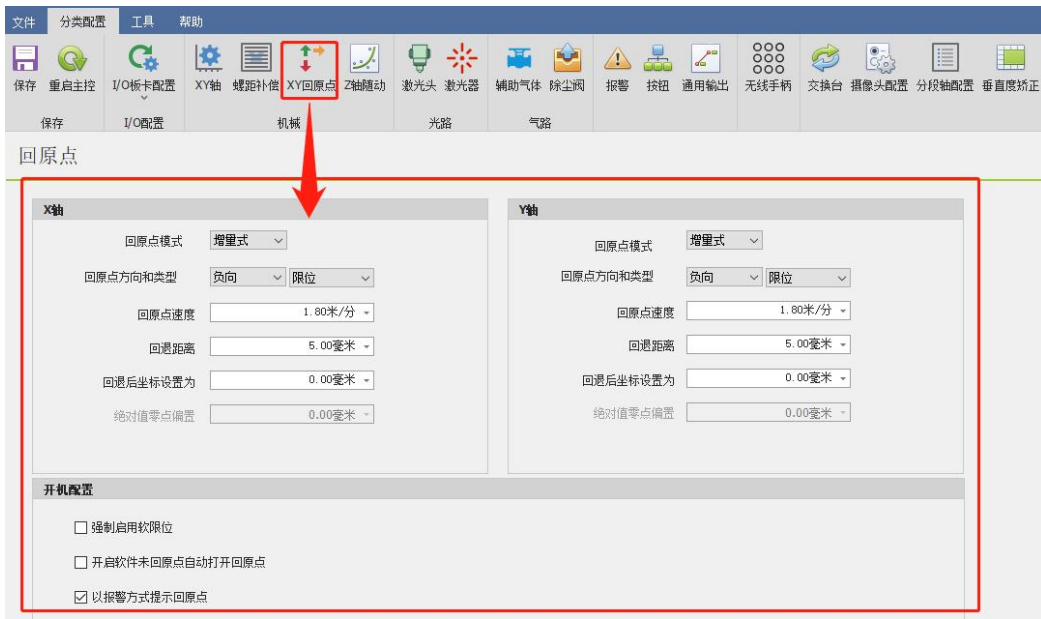 文件 分类配置 工具 帮助
保存 重启主控 I/O板卡配置 XY轴 螺距补偿 XY回原点 Z轴随动 激光头 激光器 辅助气体 除尘阀 报警 按钮 通用输出 无线手柄 交换台 摄像头配置 分段轴配置 垂直度矫正
保存 I/O配置 机械 光路 气路
回原点
X轴 Y轴
回原点模式 增量式 回原点模式 增量式
回原点方向和类型 负向 限位 回原点方向和类型 负向 限位
回原点速度 1.80米/分 回原点速度 1.80米/分
回退距离 5.00毫米 回退距离 5.00毫米
回退后坐标设置为 0.00毫米 回退后坐标设置为 0.00毫米
绝对值零点偏置 0.00毫米 绝对值零点偏置 0.00毫米
开机配置
强制启用软限位
开启软件未回原点自动打开回原点
以报警方式提示回原点